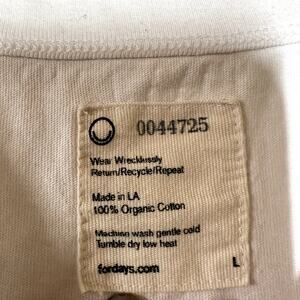 0044725
Wear Wrecklessly
Return/Recycle/Repeat
Made in LA
100% Organic Cotton
Machine wash gentle cold
Tumble dry low heat
fordays.com
L